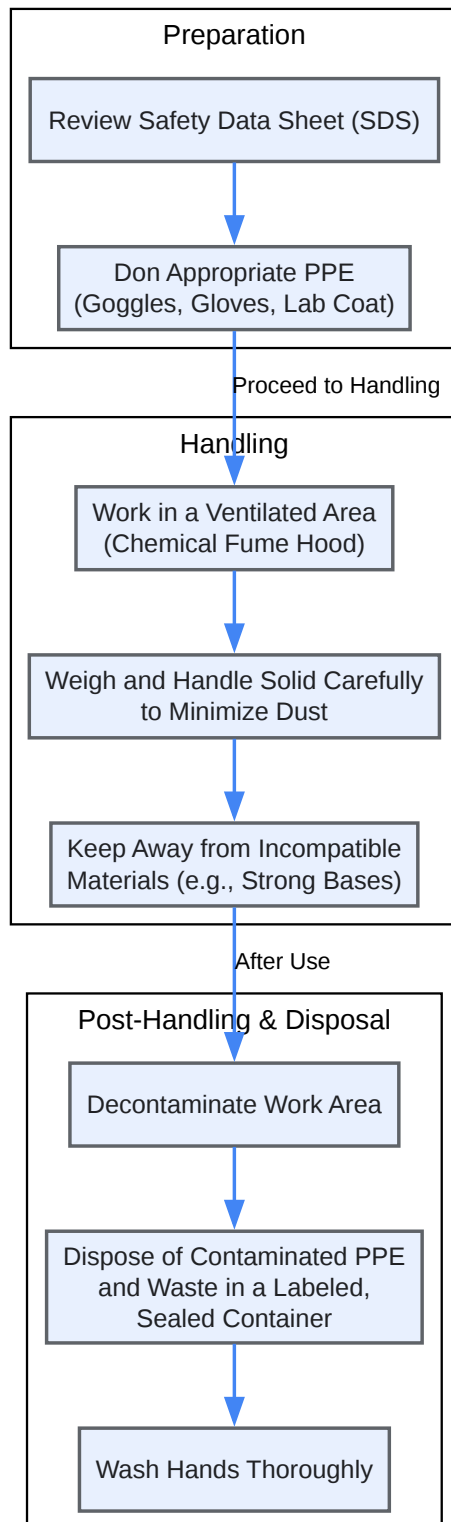 Preparation
Review Safety Data Sheet (SDS)
Don Appropriate PPE
(Goggles, Gloves, Lab Coat)
Proceed to Handling
Handling
Work in a Ventilated Area
(Chemical Fume Hood)
Weigh and Handle Solid Carefully
to Minimize Dust
Keep Away from Incompatible
Materials (e.g., Strong Bases)
After Use
Post-Handling & Disposal
Decontaminate Work Area
Dispose of Contaminated PPE
and Waste in a Labeled,
Sealed Container
Wash Hands Thoroughly